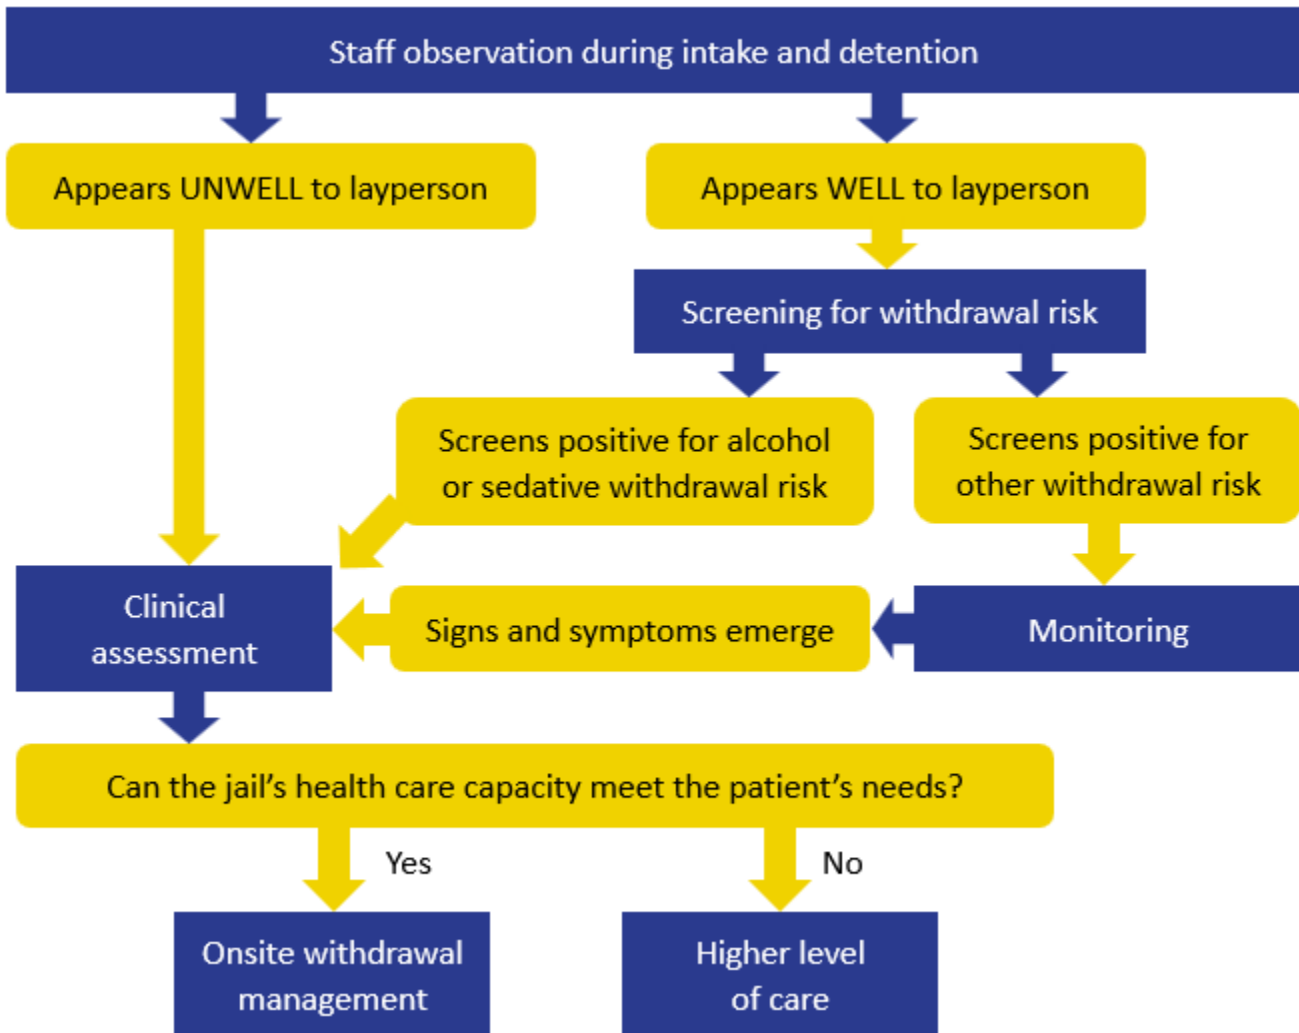 Staff observation during intake and detention
Appears UNWELL to layperson
Appears WELL to layperson
Screening for withdrawal risk
Screens positive for alcohol
or sedative withdrawal risk
Screens positive for
other withdrawal risk
Clinical
assessment
Signs and symptoms emerge
Monitoring
Can the jail’s health care capacity meet the patient’s needs?
Yes
No
Onsite withdrawal
management
Higher level
of care